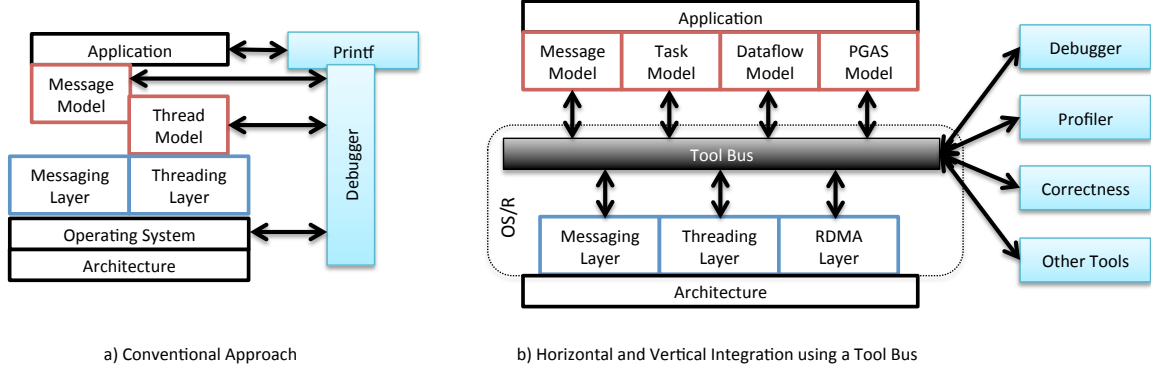 Application
Printf
Message
Model
Thread
Model
Debugger
Messaging
Layer
Threading
Layer
Operating System
Architecture
a) Conventional Approach
Application
Message
Model
Task
Model
Dataflow
Model
PGAS
Model
Tool Bus
OS/R
Messaging
Layer
Threading
Layer
RDMA
Layer
Architecture
Debugger
Profiler
Correctness
Other Tools
b) Horizontal and Vertical Integration using a Tool Bus